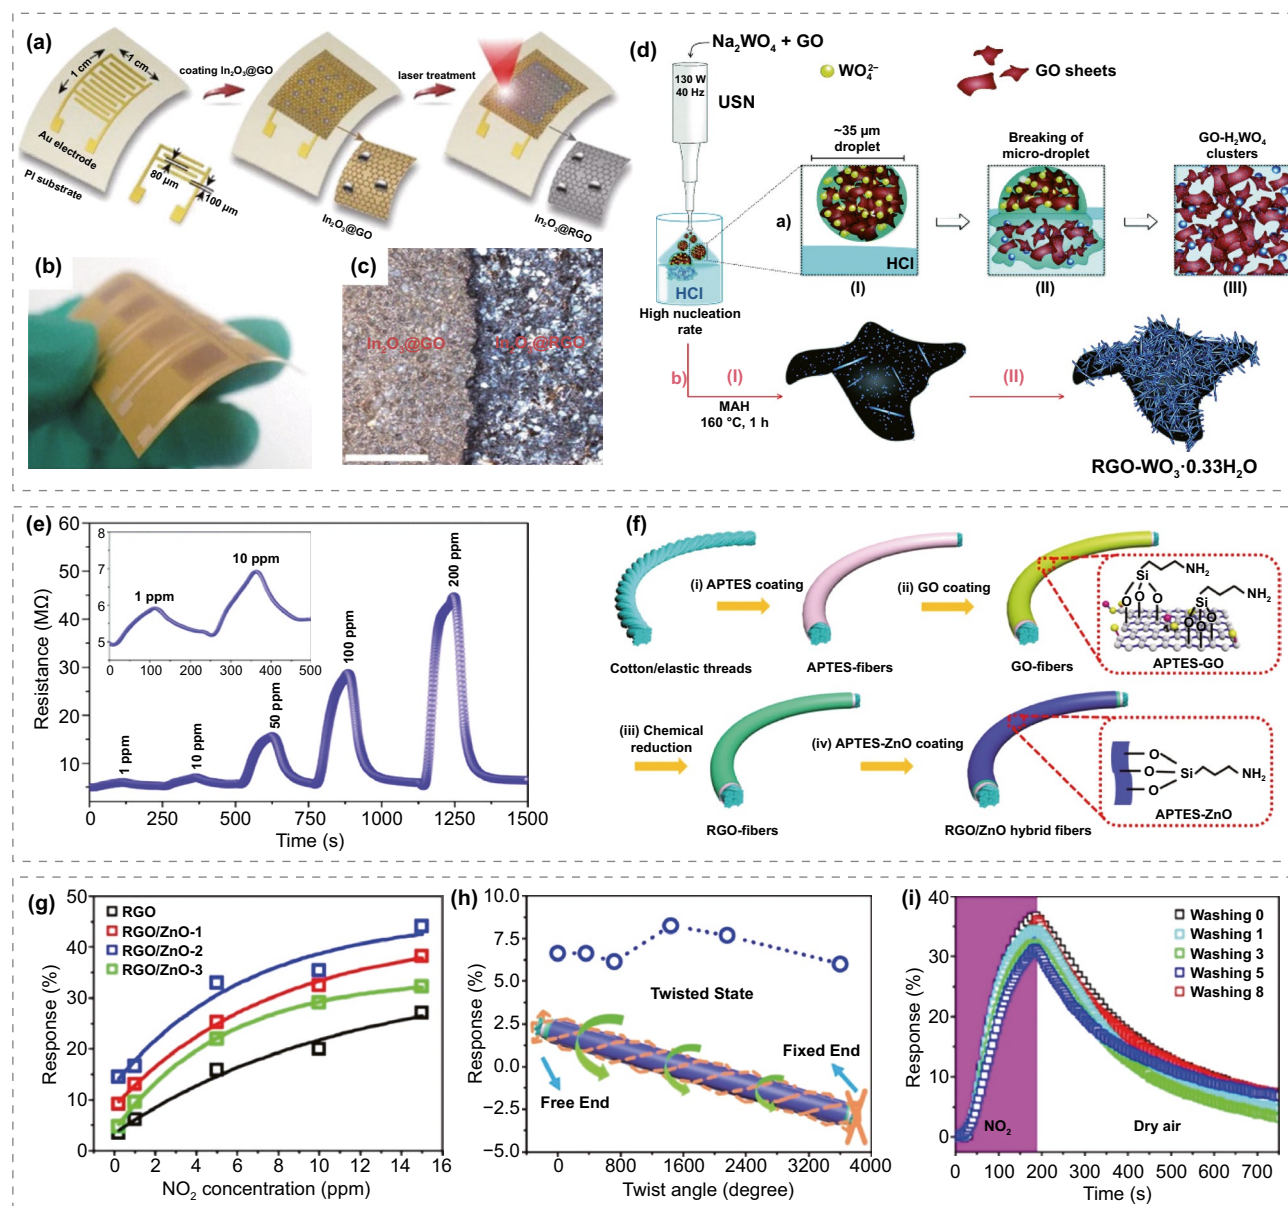 (a)
1 cm
1 cm
coating In₂O₃@GO
laser treatment
Au electrode
PI substrate
80 μm
100 μm
In₂O₃@GO
In₂O₃@RGO
(b)
(c)
In₂O₃@GO
In₂O₃@RGO
(d)
Na₂WO₄ + GO
130 W
40 Hz
USN
WO₄²⁻
GO sheets
~35 μm
droplet
Breaking of
micro-droplet
GO-H₂WO₄
clusters
a)
HCl
HCl
(I)
(II)
(III)
High nucleation
rate
b)
(I)
MAH
160 °C, 1 h
(II)
RGO-WO₃·0.33H₂O
(e)
Resistance (MΩ)
60
50
40
30
20
10
0
250
500
750
1000
1250
1500
Time (s)
1 ppm
10 ppm
50 ppm
100 ppm
200 ppm
8
7
6
5
0
100
200
300
400
500
1 ppm
10 ppm
(f)
(i) APTES coating
(ii) GO coating
Cotton/elastic threads
APTES-fibers
GO-fibers
Si
NH₂
O
O
O
Si
NH₂
O
O
O
APTES-GO
(iii) Chemical
reduction
(iv) APTES-ZnO coating
RGO-fibers
RGO/ZnO hybrid fibers
O
O
O
Si
NH₂
APTES-ZnO
(g)
Response (%)
50
40
30
20
10
0
RGO
RGO/ZnO-1
RGO/ZnO-2
RGO/ZnO-3
0
2
4
6
8
10
12
14
16
NO₂ concentration (ppm)
(h)
Response (%)
10.0
7.5
5.0
2.5
0.0
−2.5
−5.0
Twisted State
Fixed End
Free End
0
800
1600
2400
3200
4000
Twist angle (degree)
(i)
Response (%)
40
30
20
10
0
Washing 0
Washing 1
Washing 3
Washing 5
Washing 8
NO₂
Dry air
0
100
200
300
400
500
600
700
Time (s)